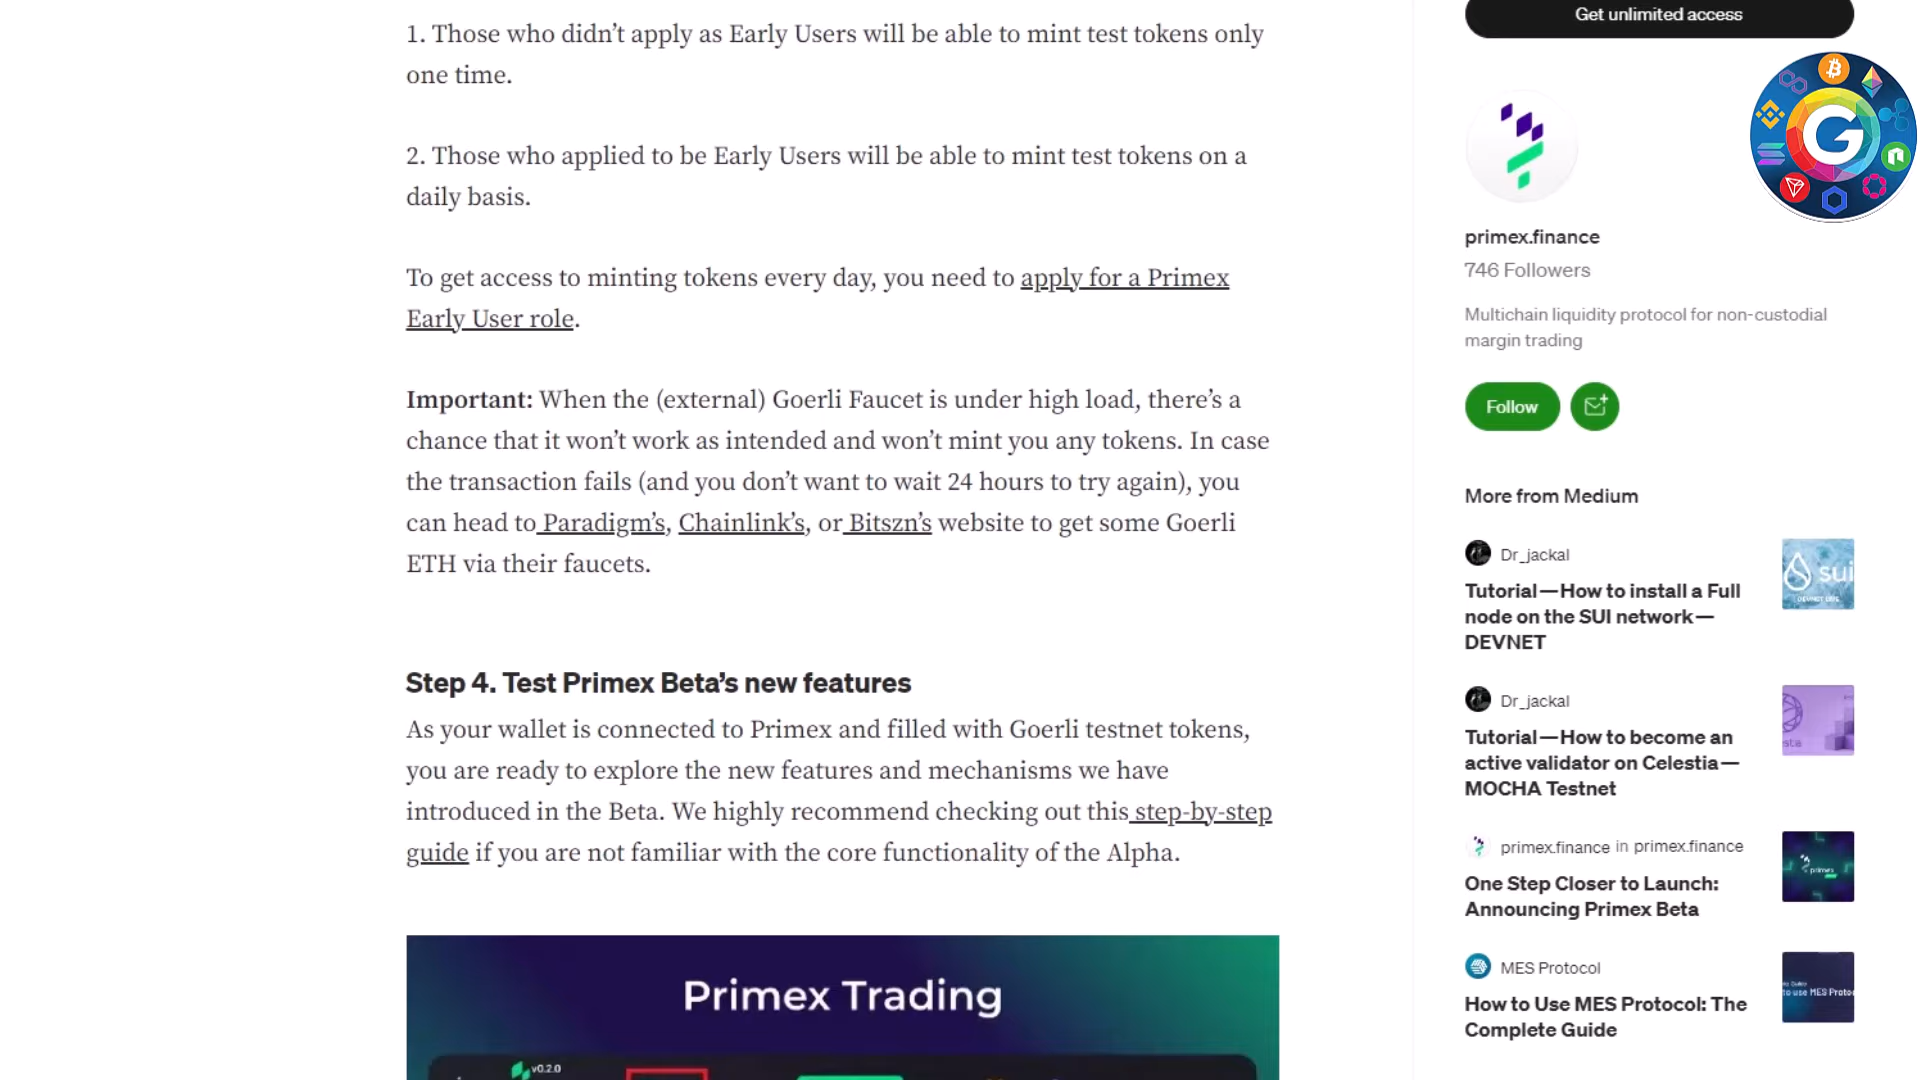 1. Those who didn’t apply as Early Users will be able to mint test tokens only
one time.
2. Those who applied to be Early Users will be able to mint test tokens on a
daily basis.
To get access to minting tokens every day, you need to apply for a Primex
Early User role.
Important: When the (external) Goerli Faucet is under high load, there’s a
chance that it won’t work as intended and won’t mint you any tokens. In case
the transaction fails (and you don’t want to wait 24 hours to try again), you
can head to Paradigm’s, Chainlink’s, or Bitszn’s website to get some Goerli
ETH via their faucets.
Step 4. Test Primex Beta’s new features
As your wallet is connected to Primex and filled with Goerli testnet tokens,
you are ready to explore the new features and mechanisms we have
introduced in the Beta. We highly recommend checking out this step-by-step
guide if you are not familiar with the core functionality of the Alpha.
Primex Trading
v0.2.0
Get unlimited access
G
primex.finance
746 Followers
Multichain liquidity protocol for non-custodial
margin trading
Follow
More from Medium
Dr_jackal
Tutorial — How to install a Full
node on the SUI network —
DEVNET
sui
Dr_jackal
Tutorial — How to become an
active validator on Celestia —
MOCHA Testnet
primex.finance in primex.finance
One Step Closer to Launch:
Announcing Primex Beta
primex
MES Protocol
How to Use MES Protocol: The
Complete Guide
to use MES Proto